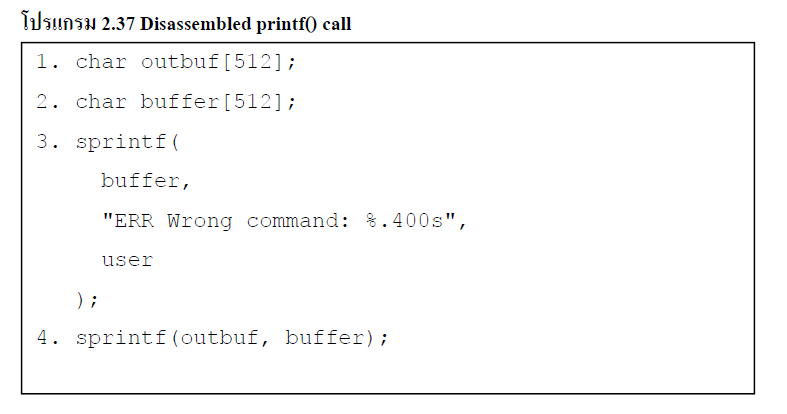 โปรแกรม 2.37 Disassembled printf() call
1. char outbuf[512];
2. char buffer[512];
3. sprintf(
buffer,
"ERR Wrong command: %.400s",
user
);
4. sprintf(outbuf, buffer);